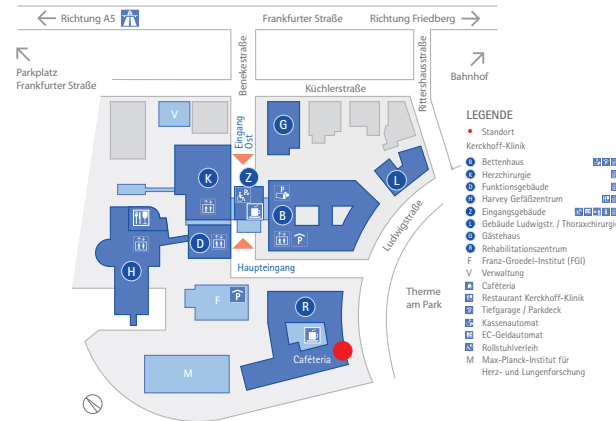 Richtung A5
Frankfurter Straße
Richtung Friedberg
Parkplatz
Frankfurter Straße
Benekestraße
Rittershausstraße
Bahnhof
Küchlerstraße
V
G
Eingang
Ost
K
Z
L
P
B
Ludwigstraße
D
P
H
Haupteingang
F
P
R
Therme
am Park
Caféteria
M
LEGENDE
Standort
Kerckhoff-Klinik
B Bettenhaus
K Herzchirurgie
D Funktionsgebäude
H Harvey Gefäßzentrum
Z Eingangsgebäude
L Gebäude Ludwigstr. / Thoraxchirurgie
G Gästehaus
R Rehabilitationszentrum
F Franz-Groedel-Institut (FGI)
V Verwaltung
Caféteria
Restaurant Kerckhoff-Klinik
Tiefgarage / Parkdeck
Kassenautomat
EC-Geldautomat
Rollstuhlverleih
M Max-Planck-Institut für
Herz- und Lungenforschung